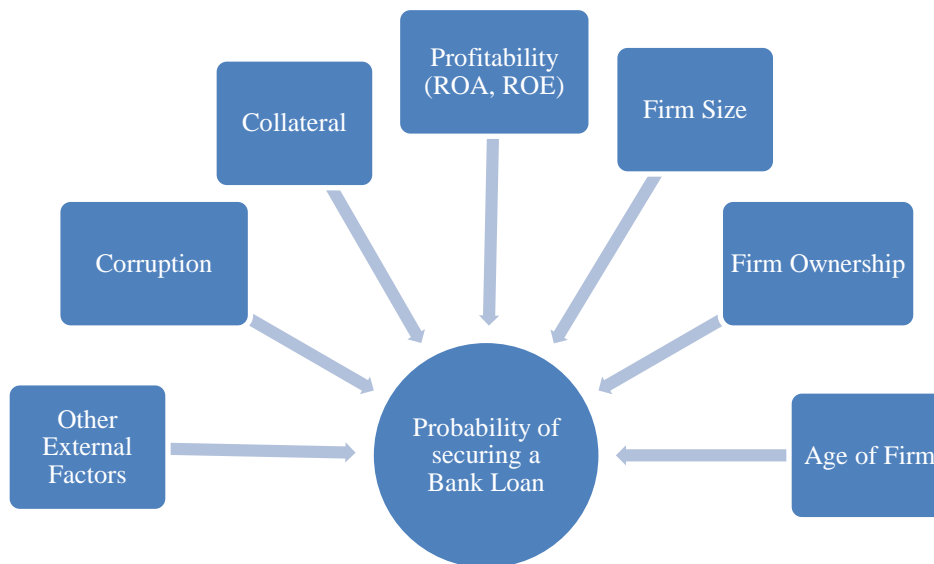 Profitability
(ROA, ROE)
Collateral
Firm Size
Corruption
Firm Ownership
Other
External
Factors
Probability of
securing a
Bank Loan
Age of Firm